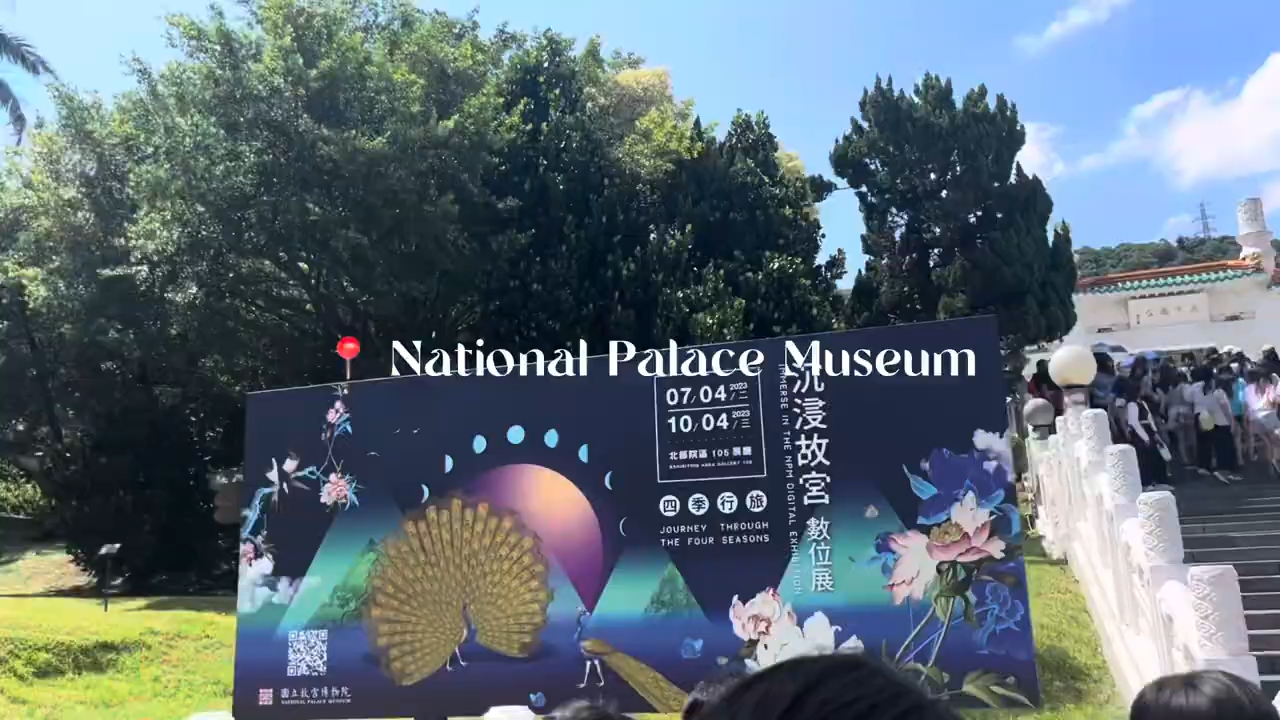 National Palace Museum
07/04 2023/二
10/04 2023/三
北部院區 105 展廳
EXHIBITION AREA GALLERY 105
四季行旅
JOURNEY THROUGH
THE FOUR SEASONS
沉浸故宮 數位展
IMMERSE IN THE NPM DIGITAL EXHIBITION
國立故宮博物院
NATIONAL PALACE MUSEUM